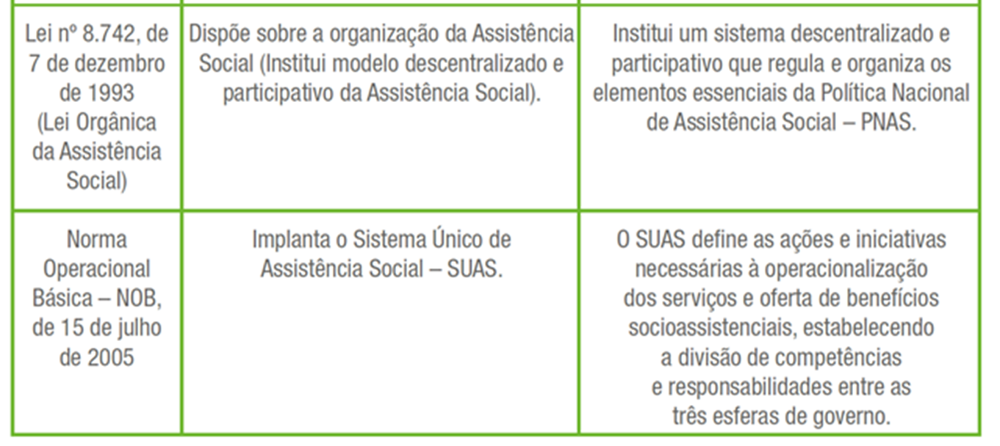 Lei nº 8.742, de
7 de dezembro
de 1993
(Lei Orgânica
da Assistência
Social)
Dispõe sobre a organização da Assistência
Social (Institui modelo descentralizado e
participativo da Assistência Social).
Institui um sistema descentralizado e
participativo que regula e organiza os
elementos essenciais da Política Nacional
de Assistência Social – PNAS.
Norma
Operacional
Básica – NOB,
de 15 de julho
de 2005
Implanta o Sistema Único de
Assistência Social – SUAS.
O SUAS define as ações e iniciativas
necessárias à operacionalização
dos serviços e oferta de benefícios
socioassistenciais, estabelecendo
a divisão de competências
e responsabilidades entre as
três esferas de governo.